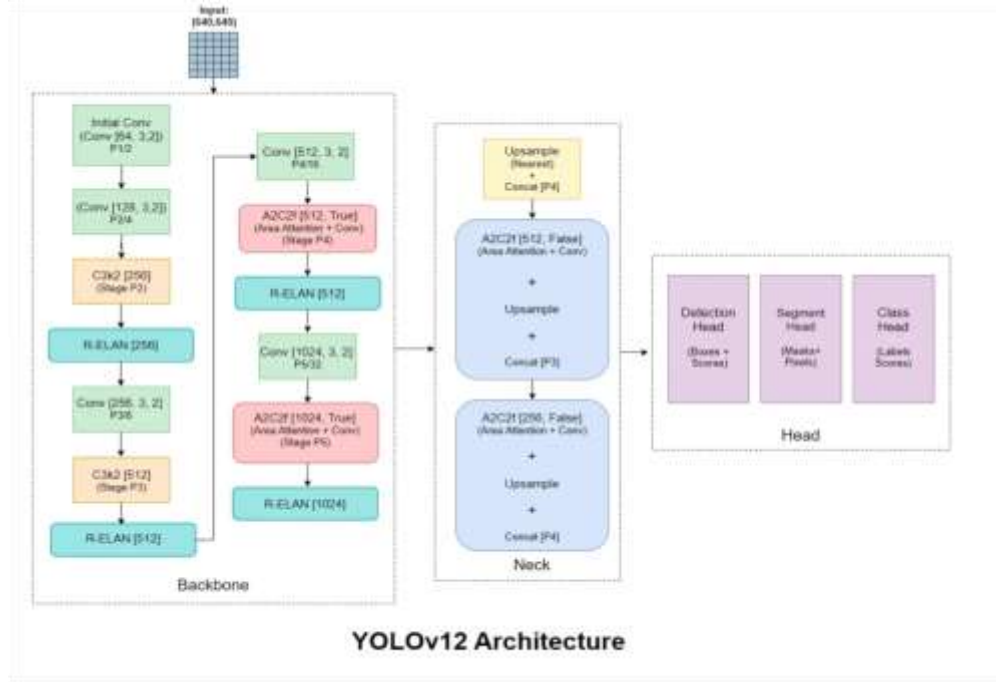 Input:
(640,640)
Initial Conv
(Conv [64, 3,2])
P1/2
(Conv [128, 3,2])
P2/4
C3k2 [256]
(Stage P2)
R-ELAN [256]
Conv [256, 3, 2]
P3/8
C3k2 [512]
(Stage P3)
R-ELAN [512]
Conv [512, 3, 2]
P4/16
A2C2f [512, True]
(Area Attention + Conv)
(Stage P4)
R-ELAN [512]
Conv [1024, 3, 2]
P5/32
A2C2f [1024, True]
(Area Attention + Conv)
(Stage P5)
R-ELAN [1024]
Backbone
Upsample
(Nearest)
+
Concat [P4]
A2C2f [512, False]
(Area Attention + Conv)
+
Upsample
+
Concat [P3]
A2C2f [256, False]
(Area Attention + Conv)
+
Upsample
+
Concat [P4]
Neck
Detection
Head
(Boxes +
Scores)
Segment
Head
(Masks+
Pixels)
Class
Head
(Labels
Scores)
Head
YOLOv12 Architecture